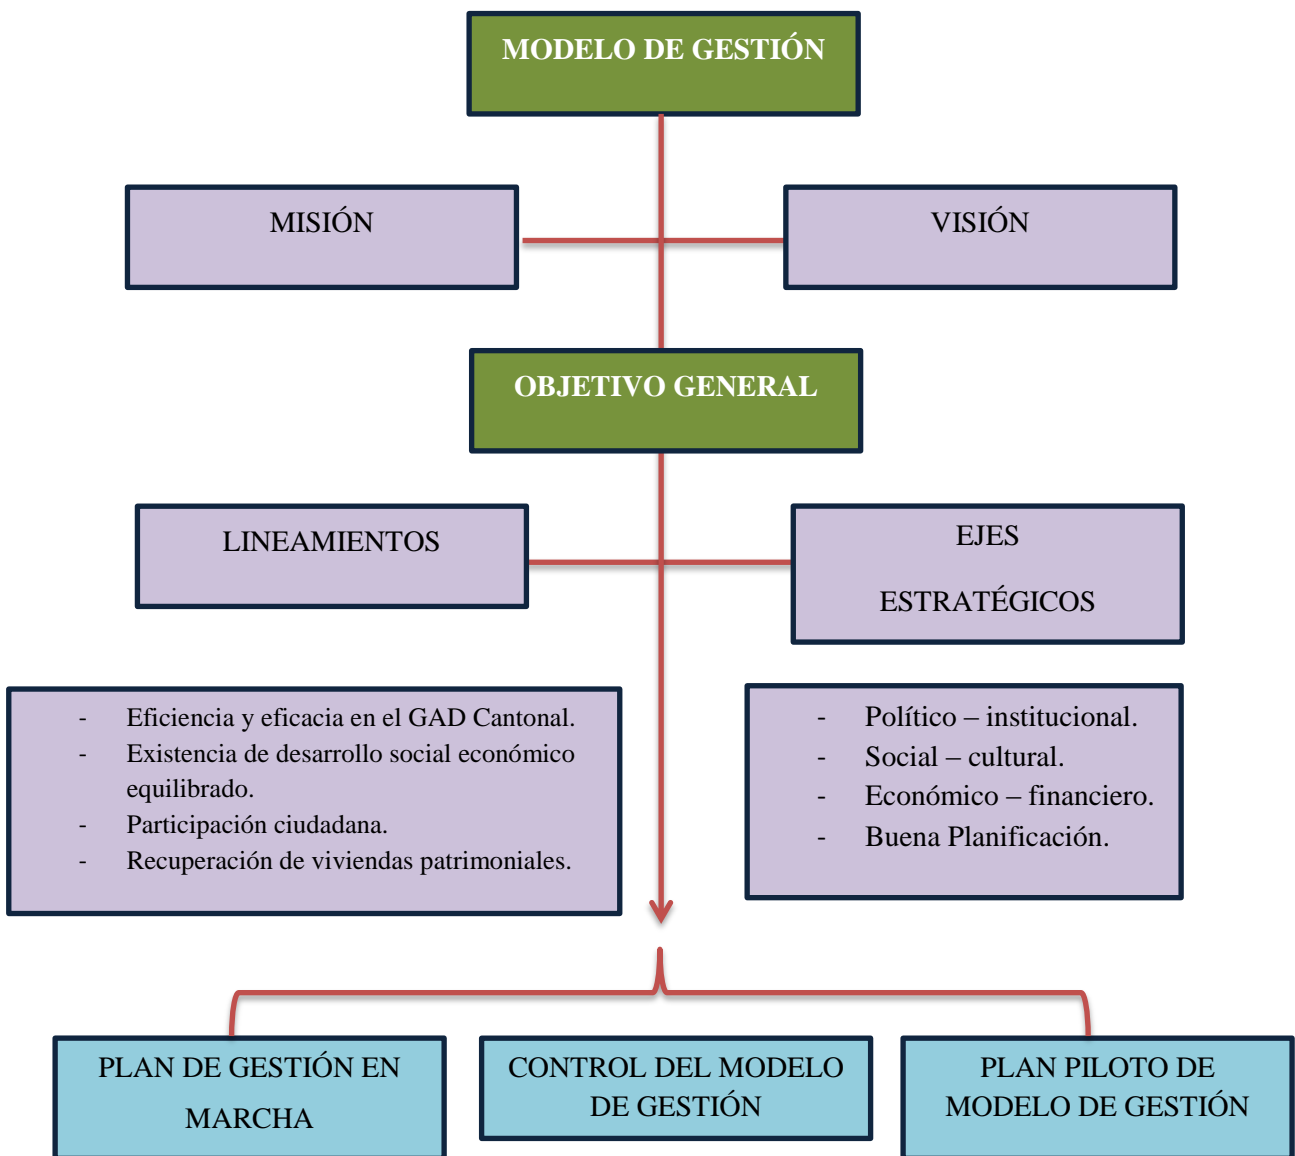 MODELO DE GESTIÓN
MISIÓN
VISIÓN
OBJETIVO GENERAL
LINEAMIENTOS
EJES
ESTRATÉGICOS
- Eficiencia y eficacia en el GAD Cantonal.
- Existencia de desarrollo social económico
equilibrado.
- Participación ciudadana.
- Recuperación de viviendas patrimoniales.
- Político – institucional.
- Social – cultural.
- Económico – financiero.
- Buena Planificación.
PLAN DE GESTIÓN EN
MARCHA
CONTROL DEL MODELO
DE GESTIÓN
PLAN PILOTO DE
MODELO DE GESTIÓN